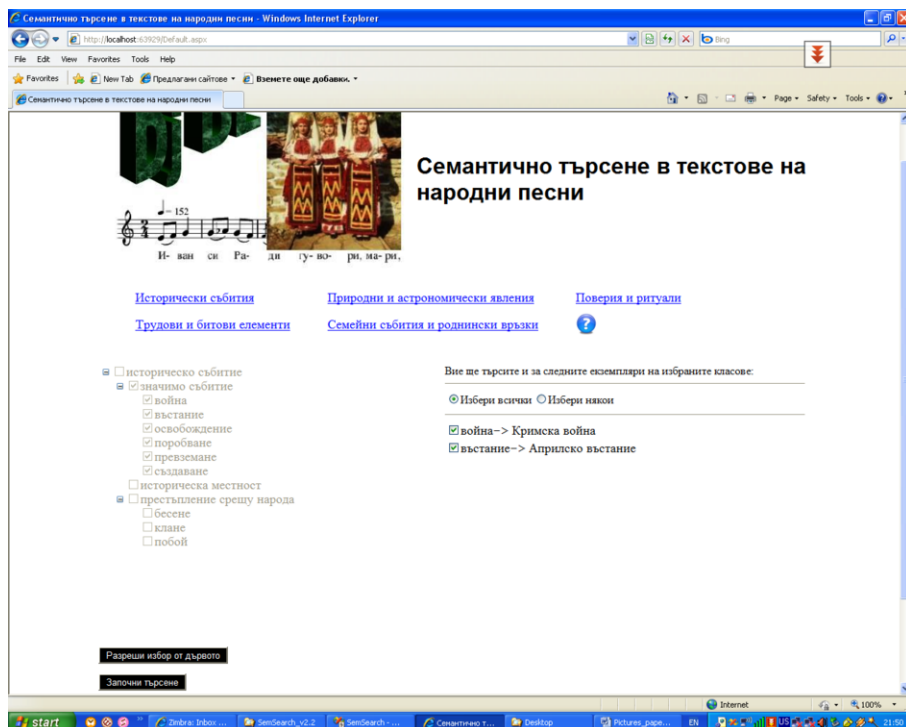 Семантично търсене в текстове на народни песни - Windows Internet Explorer
http://localhost:63929/Default.aspx
Bing
File Edit View Favorites Tools Help
Favorites New Tab Предлагани сайтове Вземете още добавки.
Семантично търсене в текстове на народни песни
Page Safety Tools
Семантично търсене в текстове на
народни песни
152
И- ван си Ра- ди гу- во- ри, ма- ри,
Исторически събития Природни и астрономически явления Поверия и ритуали
Трудови и битови елементи Семейни събития и роднински връзки ?
историческо събитие
значимо събитие
война
въстание
освобождение
поробване
превземане
създаване
историческа местност
престъпление срещу народа
бесене
клане
побой
Вие ще търсите и за следните екземпляри на избраните класове:
Избери всички Избери някои
война-> Кримска война
въстание-> Априлско въстание
Разреши избор от дървото
Започни търсене
Internet 100%
start Zimbra: Inbox ... SemSearch_v2.2 SemSearch - ... Семантично т... Desktop Pictures_pape... EN 21:50